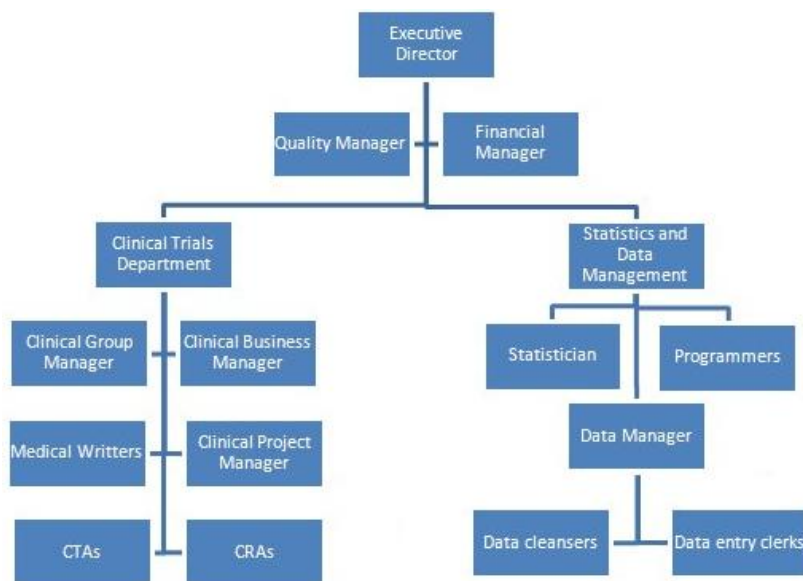 Executive
Director
Quality Manager
Financial
Manager
Clinical Trials
Department
Statistics and
Data
Management
Clinical Group
Manager
Clinical Business
Manager
Statistician
Programmers
Medical Writters
Clinical Project
Manager
Data Manager
CTAs
CRAs
Data cleansers
Data entry clerks